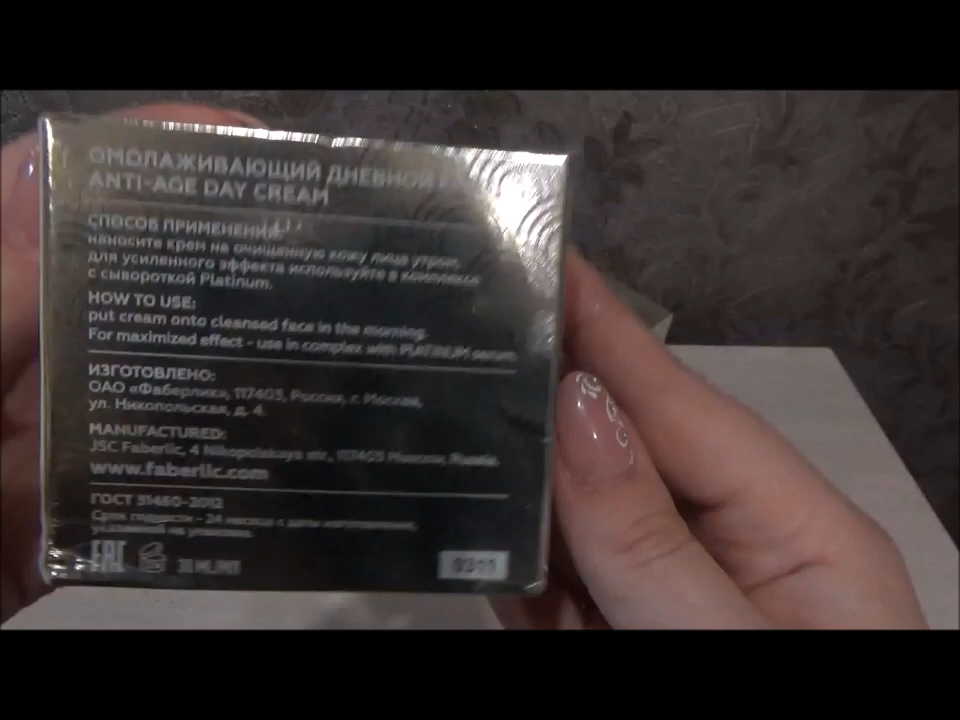 ОМОЛАЖИВАЮЩИЙ ДНЕВНОЙ
ANTI-AGE DAY CREAM
СПОСОБ ПРИМЕНЕНИЯ:
наносите крем на очищенную кожу лица утром,
для усиленного эффекта используйте в комплексе
с сывороткой Platinum.
HOW TO USE:
put cream onto cleansed face in the morning.
For maximized effect - use in complex with PLATINUM serum.
ИЗГОТОВЛЕНО:
ОАО «Фаберлик», 117403, Россия, г. Москва,
ул. Никопольская, д. 4.
MANUFACTURED:
JSC Faberlic, 4 Nikopolskaya str., 117403 Moscow, Russia.
www.faberlic.com
ГОСТ 31460-2012
Срок годности - 24 месяца с даты изготовления,
указанной на упаковке.
EAC
0311